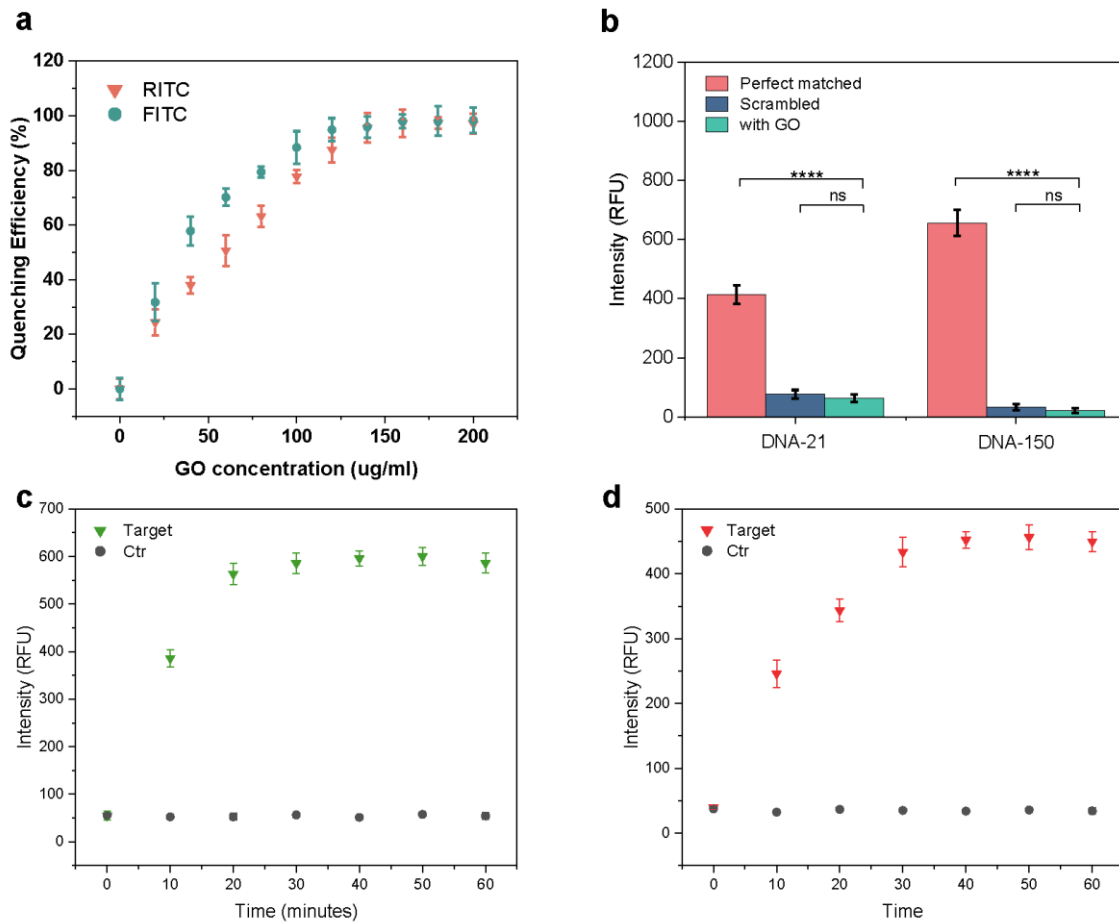 a
120
100
80
60
40
20
0
Quenching Efficiency (%)
RITC
FITC
0
50
100
150
200
GO concentration (ug/ml)
b
1200
1000
800
600
400
200
0
Intensity (RFU)
Perfect matched
Scrambled
with GO
****
ns
****
ns
DNA-21
DNA-150
c
700
600
500
400
300
200
100
0
Intensity (RFU)
Target
Ctr
0
10
20
30
40
50
60
Time (minutes)
d
500
400
300
200
100
0
Intensity (RFU)
Target
Ctr
0
10
20
30
40
50
60
Time